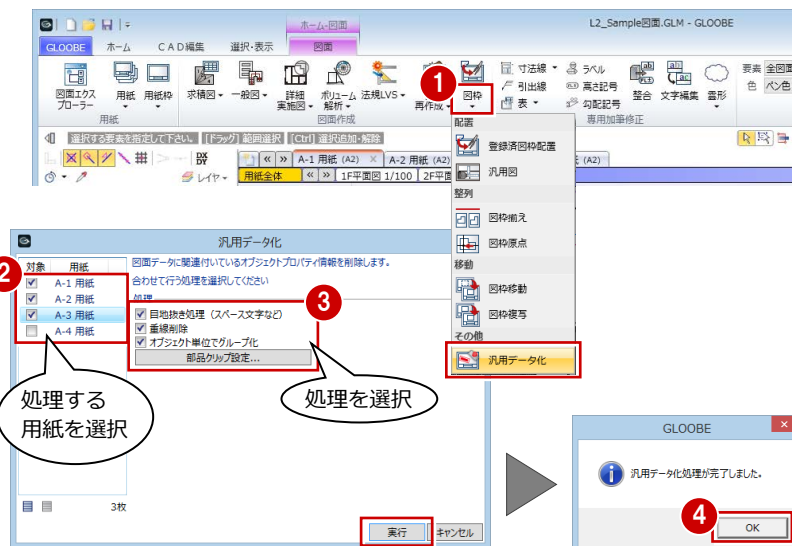 ホーム-図面
L2_Sample図面.GLM - GLOOBE
GLOOBE ホーム CAD編集 選択・表示 図面
図面エクスプローラー 用紙 用紙枠 求積図 一般図 詳細実施図 ボリューム解析 法規LVS 再作成 図枠
寸法線 引出線 表
ラベル 高さ記号 勾配記号
整合 文字編集 雲形
要素 全図面
色 ペン色
用紙 図面作成 専用加筆修正
選択する要素を指定して下さい。 [[ドラッグ] 範囲選択 [Ctrl] 選択追加・解除
A-1 用紙 (A2) A-2 用紙 (A2) (A2)
レイヤ 用紙全体 1F平面図 1/100 2F平面
1
配置
登録済図枠配置
汎用図
整列
図枠揃え
図枠原点
移動
図枠移動
図枠複写
その他
汎用データ化
汎用データ化
2
対象 用紙
A-1 用紙
A-2 用紙
A-3 用紙
A-4 用紙
図面データに関連付いているオブジェクトプロパティ情報を削除します。
合わせて行う処理を選択してください
処理
3
目地抜き処理（スペース文字など）
重線削除
オブジェクト単位でグループ化
部品クリップ設定...
処理する
用紙を選択
処理を選択
3枚
実行 キャンセル
GLOOBE
汎用データ化処理が完了しました。
4
OK